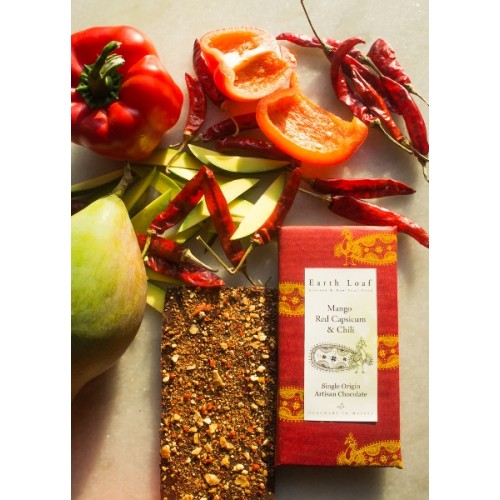 Earth Loaf
Mango
Red Capsicum
& Chili
Single Origin
Artisan Chocolate